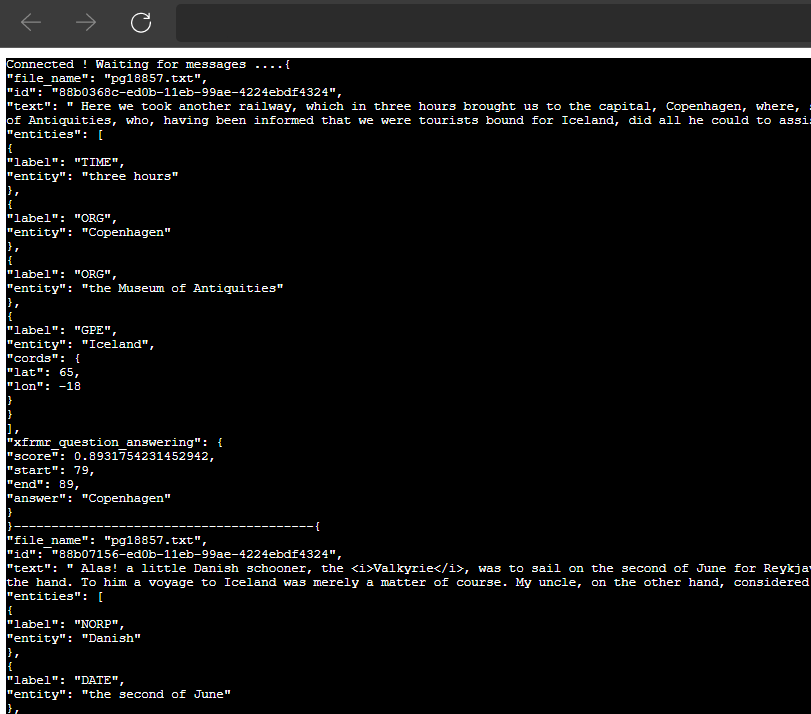 Connected ! Waiting for messages ....{
"file_name": "pg18857.txt",
"id": "88b0368c-ed0b-11eb-99ae-4224ebdf4324",
"text": " Here we took another railway, which in three hours brought us to the capital, Copenhagen, where,
of Antiquities, who, having been informed that we were tourists bound for Iceland, did all he could to assi
"entities": [
{
"label": "TIME",
"entity": "three hours"
},
{
"label": "ORG",
"entity": "Copenhagen"
},
{
"label": "ORG",
"entity": "the Museum of Antiquities"
},
{
"label": "GPE",
"entity": "Iceland",
"cords": {
"lat": 65,
"lon": -18
}
}
],
"xfrmr_question_answering": {
"score": 0.8931754231452942,
"start": 79,
"end": 89,
"answer": "Copenhagen"
}
}----------------------------------------{
"file_name": "pg18857.txt",
"id": "88b07156-ed0b-11eb-99ae-4224ebdf4324",
"text": " Alas! a little Danish schooner, the <i>Valkyrie</i>, was to sail on the second of June for Reykja
the hand. To him a voyage to Iceland was merely a matter of course. My uncle, on the other hand, considered
"entities": [
{
"label": "NORP",
"entity": "Danish"
},
{
"label": "DATE",
"entity": "the second of June"
},